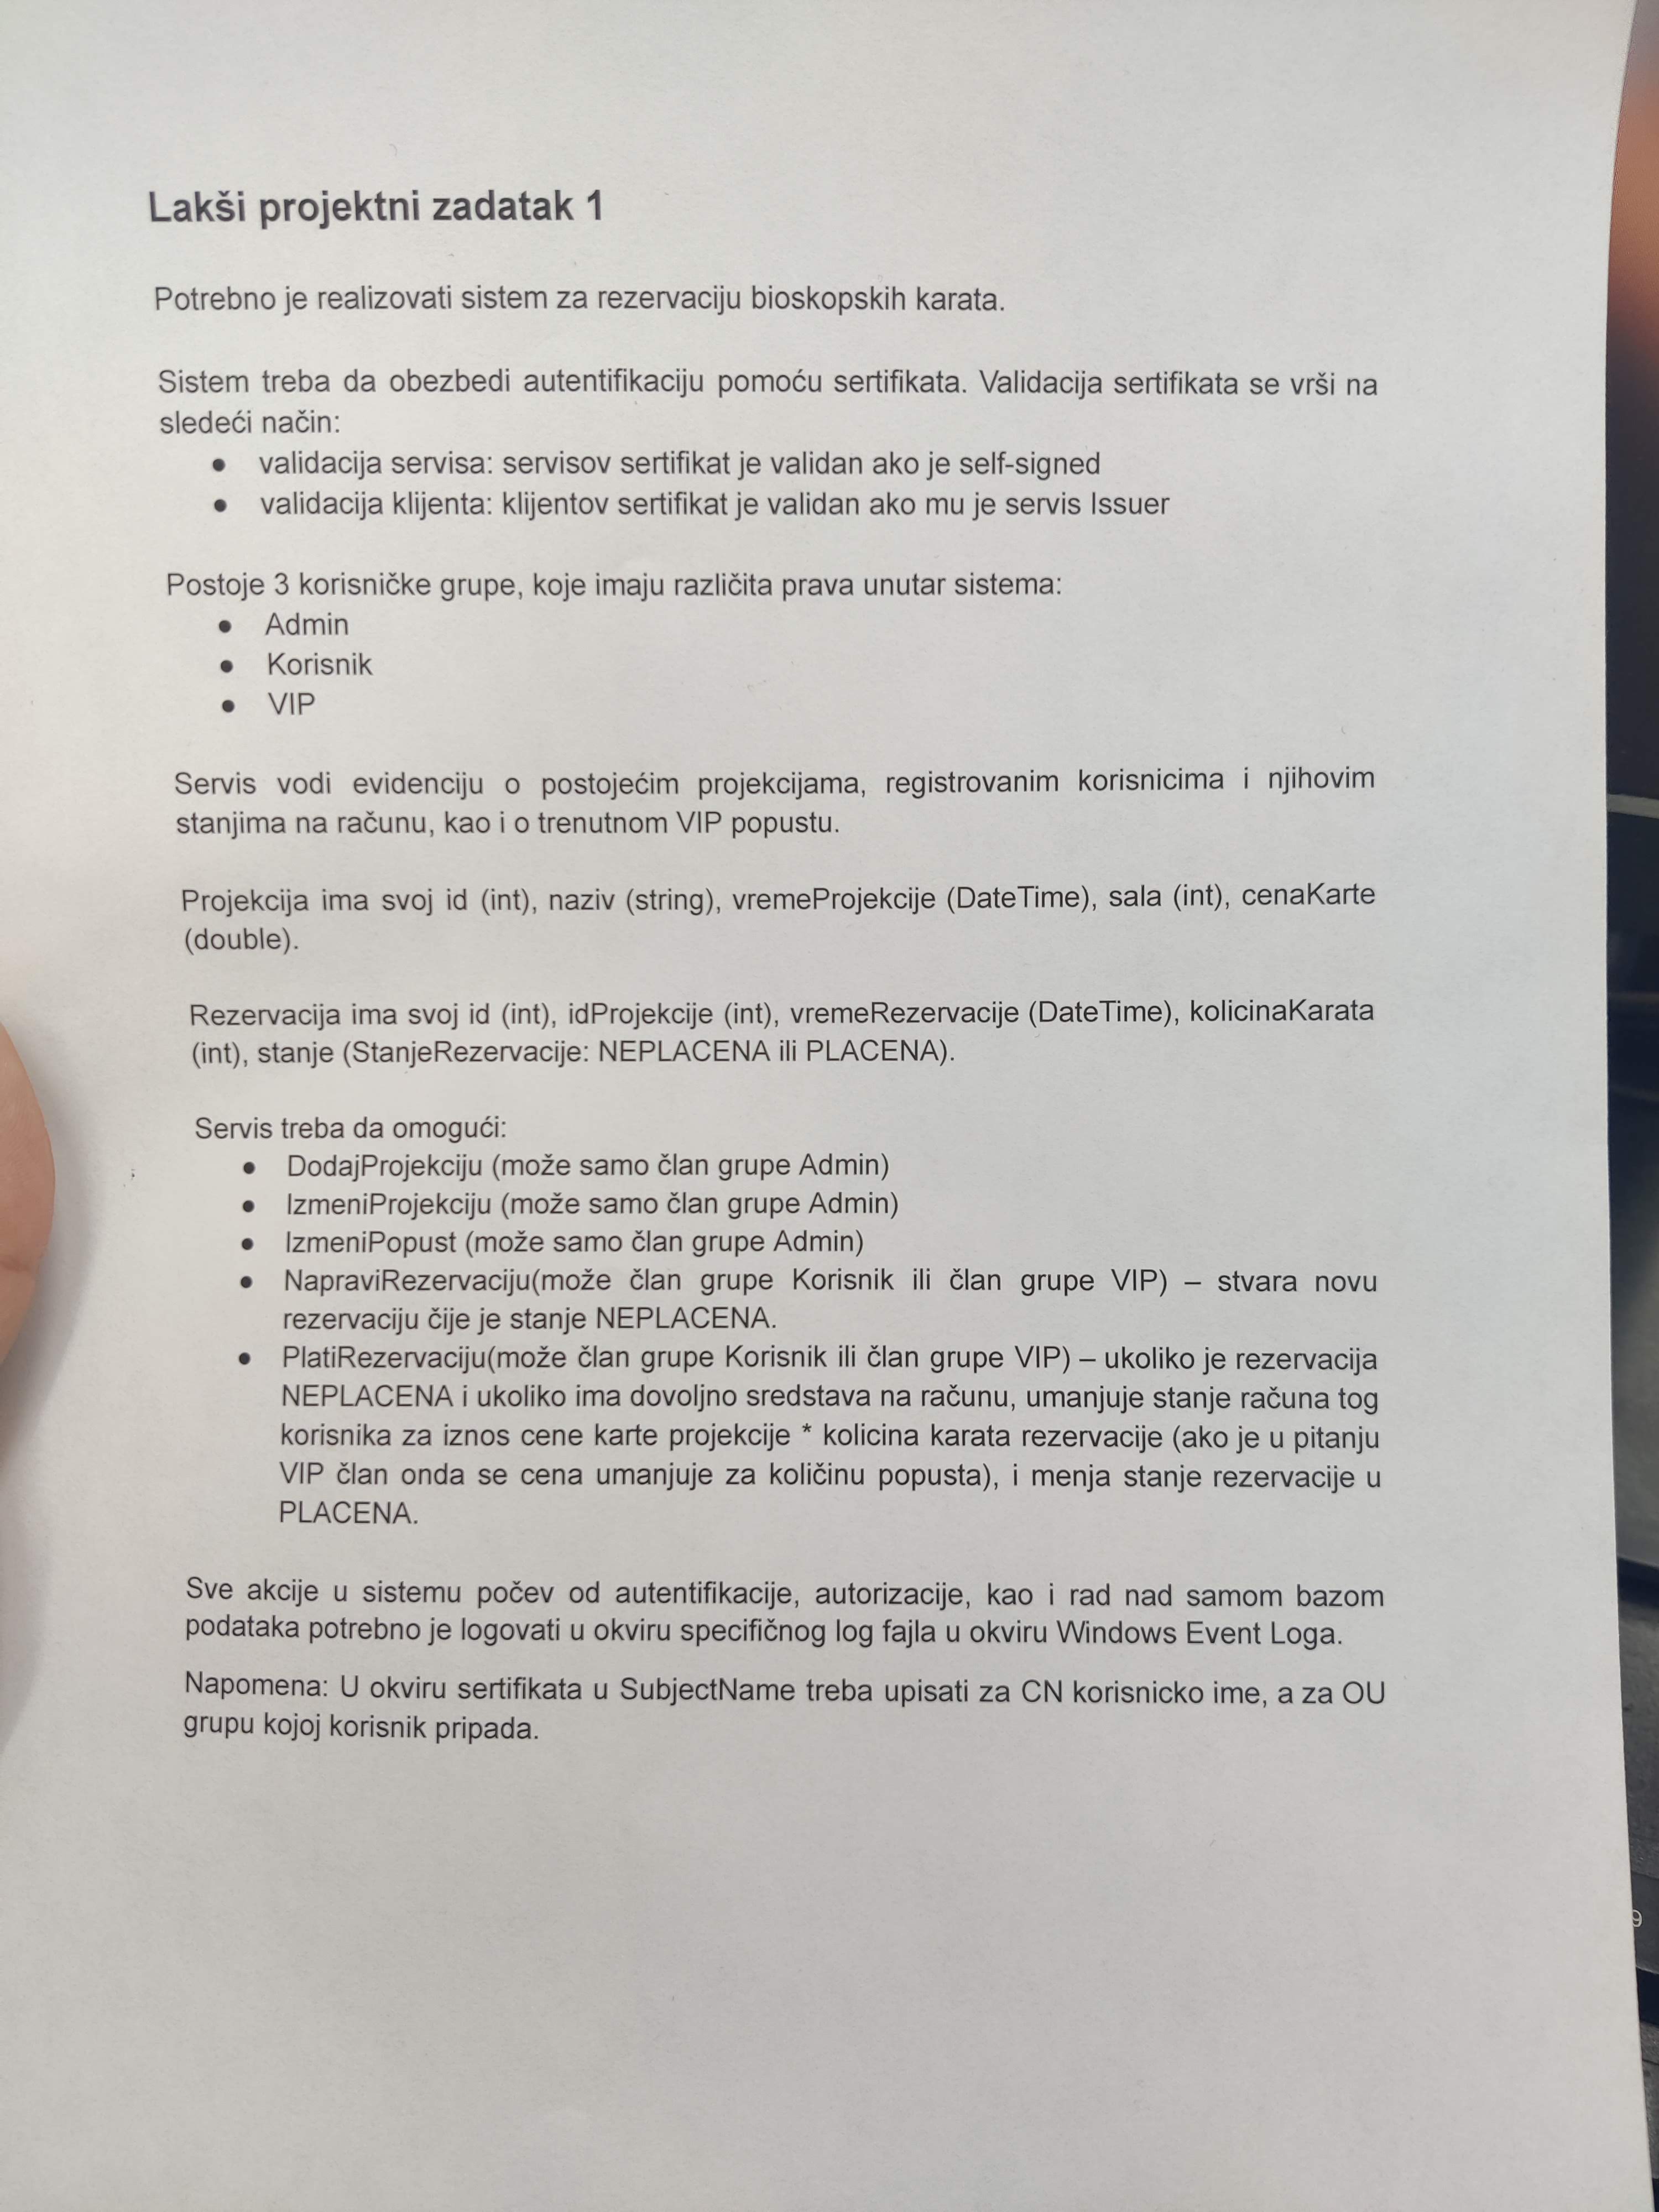 Lakši projektni zadatak 1
Potrebno je realizovati sistem za rezervaciju bioskopskih karata.
Sistem treba da obezbedi autentifikaciju pomoću sertifikata. Validacija sertifikata se vrši na
sledeći način:
● validacija servisa: servisov sertifikat je validan ako je self-signed
● validacija klijenta: klijentov sertifikat je validan ako mu je servis Issuer
Postoje 3 korisničke grupe, koje imaju različita prava unutar sistema:
● Admin
● Korisnik
● VIP
Servis vodi evidenciju o postojećim projekcijama, registrovanim korisnicima i njihovim
stanjima na računu, kao i o trenutnom VIP popustu.
Projekcija ima svoj id (int), naziv (string), vremeProjekcije (DateTime), sala (int), cenaKarte
(double).
Rezervacija ima svoj id (int), idProjekcije (int), vremeRezervacije (DateTime), kolicinaKarata
(int), stanje (StanjeRezervacije: NEPLACENA ili PLACENA).
Servis treba da omogući:
● DodajProjekciju (može samo član grupe Admin)
● IzmeniProjekciju (može samo član grupe Admin)
● IzmeniPopust (može samo član grupe Admin)
● NapraviRezervaciju(može član grupe Korisnik ili član grupe VIP) – stvara novu
rezervaciju čije je stanje NEPLACENA.
● PlatiRezervaciju(može član grupe Korisnik ili član grupe VIP) – ukoliko je rezervacija
NEPLACENA i ukoliko ima dovoljno sredstava na računu, umanjuje stanje računa tog
korisnika za iznos cene karte projekcije * kolicina karata rezervacije (ako je u pitanju
VIP član onda se cena umanjuje za količinu popusta), i menja stanje rezervacije u
PLACENA.
Sve akcije u sistemu počev od autentifikacije, autorizacije, kao i rad nad samom bazom
podataka potrebno je logovati u okviru specifičnog log fajla u okviru Windows Event Loga.
Napomena: U okviru sertifikata u SubjectName treba upisati za CN korisnicko ime, a za OU
grupu kojoj korisnik pripada.
9